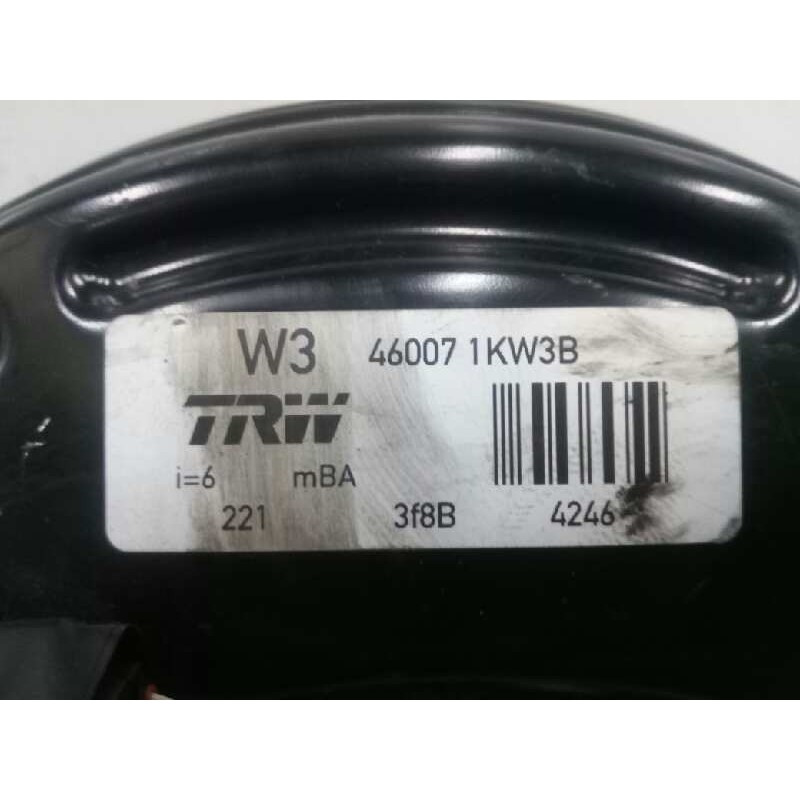 W3 46007 1KW3B
TRW
i=6 mBA
221 3f8B 4246